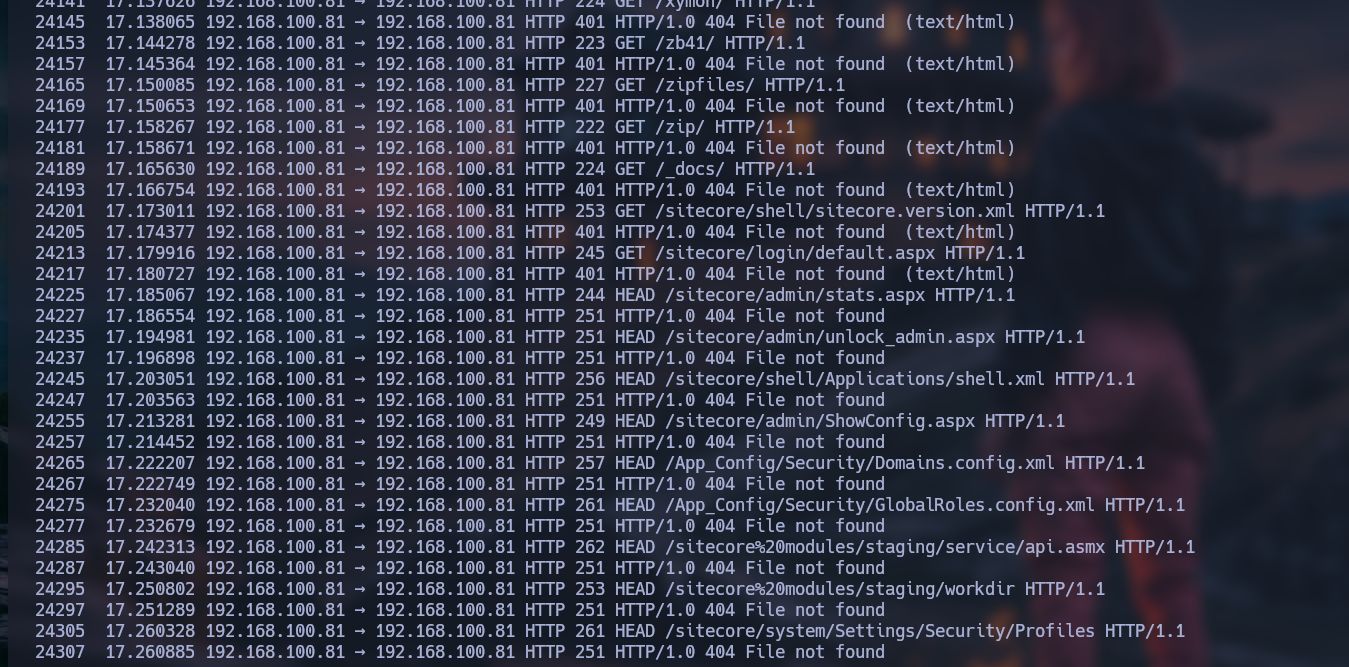 24141  17.137626 192.168.100.81 → 192.168.100.81 HTTP 224 GET /xymon/ HTTP/1.1
24145  17.138065 192.168.100.81 → 192.168.100.81 HTTP 401 HTTP/1.0 404 File not found  (text/html)
24153  17.144278 192.168.100.81 → 192.168.100.81 HTTP 223 GET /zb41/ HTTP/1.1
24157  17.145364 192.168.100.81 → 192.168.100.81 HTTP 401 HTTP/1.0 404 File not found  (text/html)
24165  17.150085 192.168.100.81 → 192.168.100.81 HTTP 227 GET /zipfiles/ HTTP/1.1
24169  17.150653 192.168.100.81 → 192.168.100.81 HTTP 401 HTTP/1.0 404 File not found  (text/html)
24177  17.158267 192.168.100.81 → 192.168.100.81 HTTP 222 GET /zip/ HTTP/1.1
24181  17.158671 192.168.100.81 → 192.168.100.81 HTTP 401 HTTP/1.0 404 File not found  (text/html)
24189  17.165630 192.168.100.81 → 192.168.100.81 HTTP 224 GET /_docs/ HTTP/1.1
24193  17.166754 192.168.100.81 → 192.168.100.81 HTTP 401 HTTP/1.0 404 File not found  (text/html)
24201  17.173011 192.168.100.81 → 192.168.100.81 HTTP 253 GET /sitecore/shell/sitecore.version.xml HTTP/1.1
24205  17.174377 192.168.100.81 → 192.168.100.81 HTTP 401 HTTP/1.0 404 File not found  (text/html)
24213  17.179916 192.168.100.81 → 192.168.100.81 HTTP 245 GET /sitecore/login/default.aspx HTTP/1.1
24217  17.180727 192.168.100.81 → 192.168.100.81 HTTP 401 HTTP/1.0 404 File not found  (text/html)
24225  17.185067 192.168.100.81 → 192.168.100.81 HTTP 244 HEAD /sitecore/admin/stats.aspx HTTP/1.1
24227  17.186554 192.168.100.81 → 192.168.100.81 HTTP 251 HTTP/1.0 404 File not found
24235  17.194981 192.168.100.81 → 192.168.100.81 HTTP 251 HEAD /sitecore/admin/unlock_admin.aspx HTTP/1.1
24237  17.196898 192.168.100.81 → 192.168.100.81 HTTP 251 HTTP/1.0 404 File not found
24245  17.203051 192.168.100.81 → 192.168.100.81 HTTP 256 HEAD /sitecore/shell/Applications/shell.xml HTTP/1.1
24247  17.203563 192.168.100.81 → 192.168.100.81 HTTP 251 HTTP/1.0 404 File not found
24255  17.213281 192.168.100.81 → 192.168.100.81 HTTP 249 HEAD /sitecore/admin/ShowConfig.aspx HTTP/1.1
24257  17.214452 192.168.100.81 → 192.168.100.81 HTTP 251 HTTP/1.0 404 File not found
24265  17.222207 192.168.100.81 → 192.168.100.81 HTTP 257 HEAD /App_Config/Security/Domains.config.xml HTTP/1.1
24267  17.222749 192.168.100.81 → 192.168.100.81 HTTP 251 HTTP/1.0 404 File not found
24275  17.232040 192.168.100.81 → 192.168.100.81 HTTP 261 HEAD /App_Config/Security/GlobalRoles.config.xml HTTP/1.1
24277  17.232679 192.168.100.81 → 192.168.100.81 HTTP 251 HTTP/1.0 404 File not found
24285  17.242313 192.168.100.81 → 192.168.100.81 HTTP 262 HEAD /sitecore%20modules/staging/service/api.asmx HTTP/1.1
24287  17.243040 192.168.100.81 → 192.168.100.81 HTTP 251 HTTP/1.0 404 File not found
24295  17.250802 192.168.100.81 → 192.168.100.81 HTTP 253 HEAD /sitecore%20modules/staging/workdir HTTP/1.1
24297  17.251289 192.168.100.81 → 192.168.100.81 HTTP 251 HTTP/1.0 404 File not found
24305  17.260328 192.168.100.81 → 192.168.100.81 HTTP 261 HEAD /sitecore/system/Settings/Security/Profiles HTTP/1.1
24307  17.260885 192.168.100.81 → 192.168.100.81 HTTP 251 HTTP/1.0 404 File not found